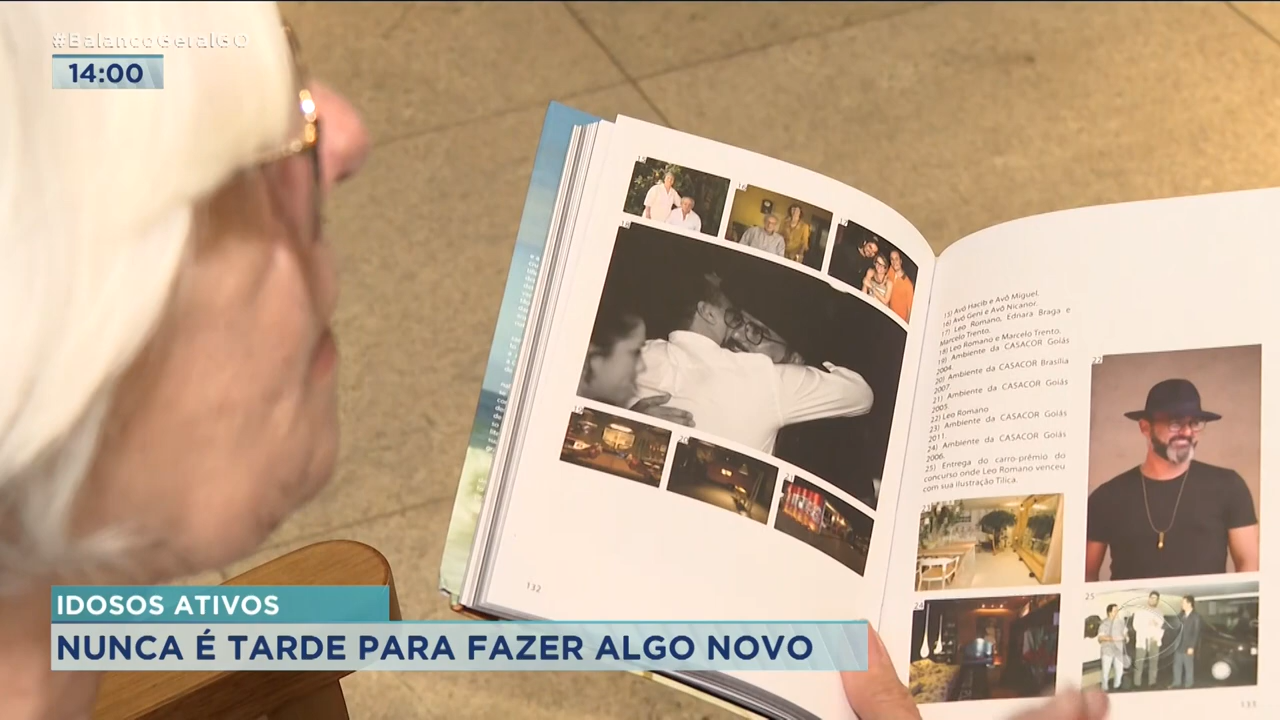 #BalancoGeralGO
14:00
15) Avô Hacib e Avô Miguel.
16) Avó Geni e Avô Nicanor.
17) Leo Romano, Ednara Braga e
Marcelo Trento.
18) Leo Romano e Marcelo Trento.
19) Ambiente da CASACOR Goiás
2004.
20) Ambiente da CASACOR Brasília
2007.
21) Ambiente da CASACOR Goiás
2005.
22) Leo Romano
23) Ambiente da CASACOR Goiás
2011.
24) Ambiente da CASACOR Goiás
2006.
25) Entrega do carro-prêmio do
concurso onde Leo Romano venceu
com sua ilustração Tilica.
15
16
17
18
19
20
21
22
23
24
25
132
133
IDOSOS ATIVOS
NUNCA É TARDE PARA FAZER ALGO NOVO